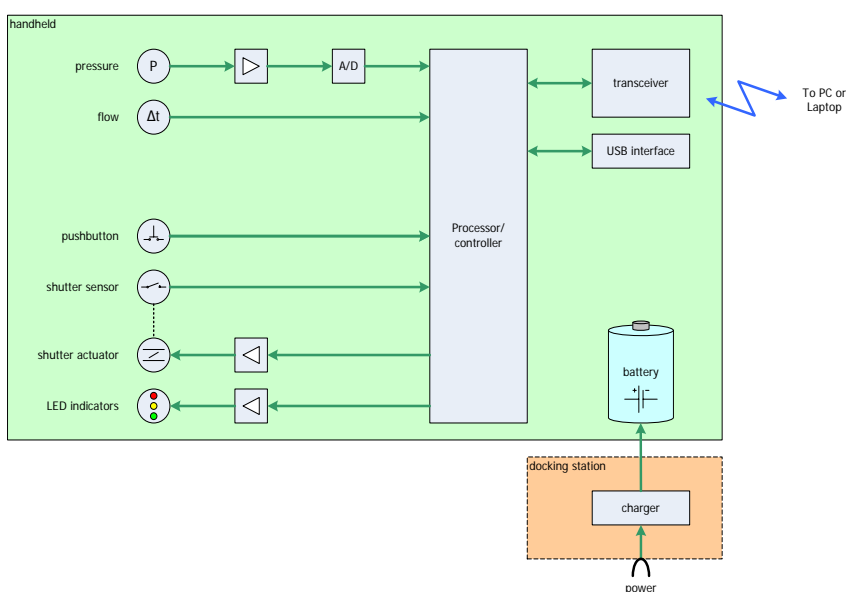 handheld
pressure
P
A/D
transceiver
To PC or
Laptop
flow
Δt
USB interface
pushbutton
Processor/
controller
shutter sensor
shutter actuator
battery
+ -
LED indicators
docking station
charger
power